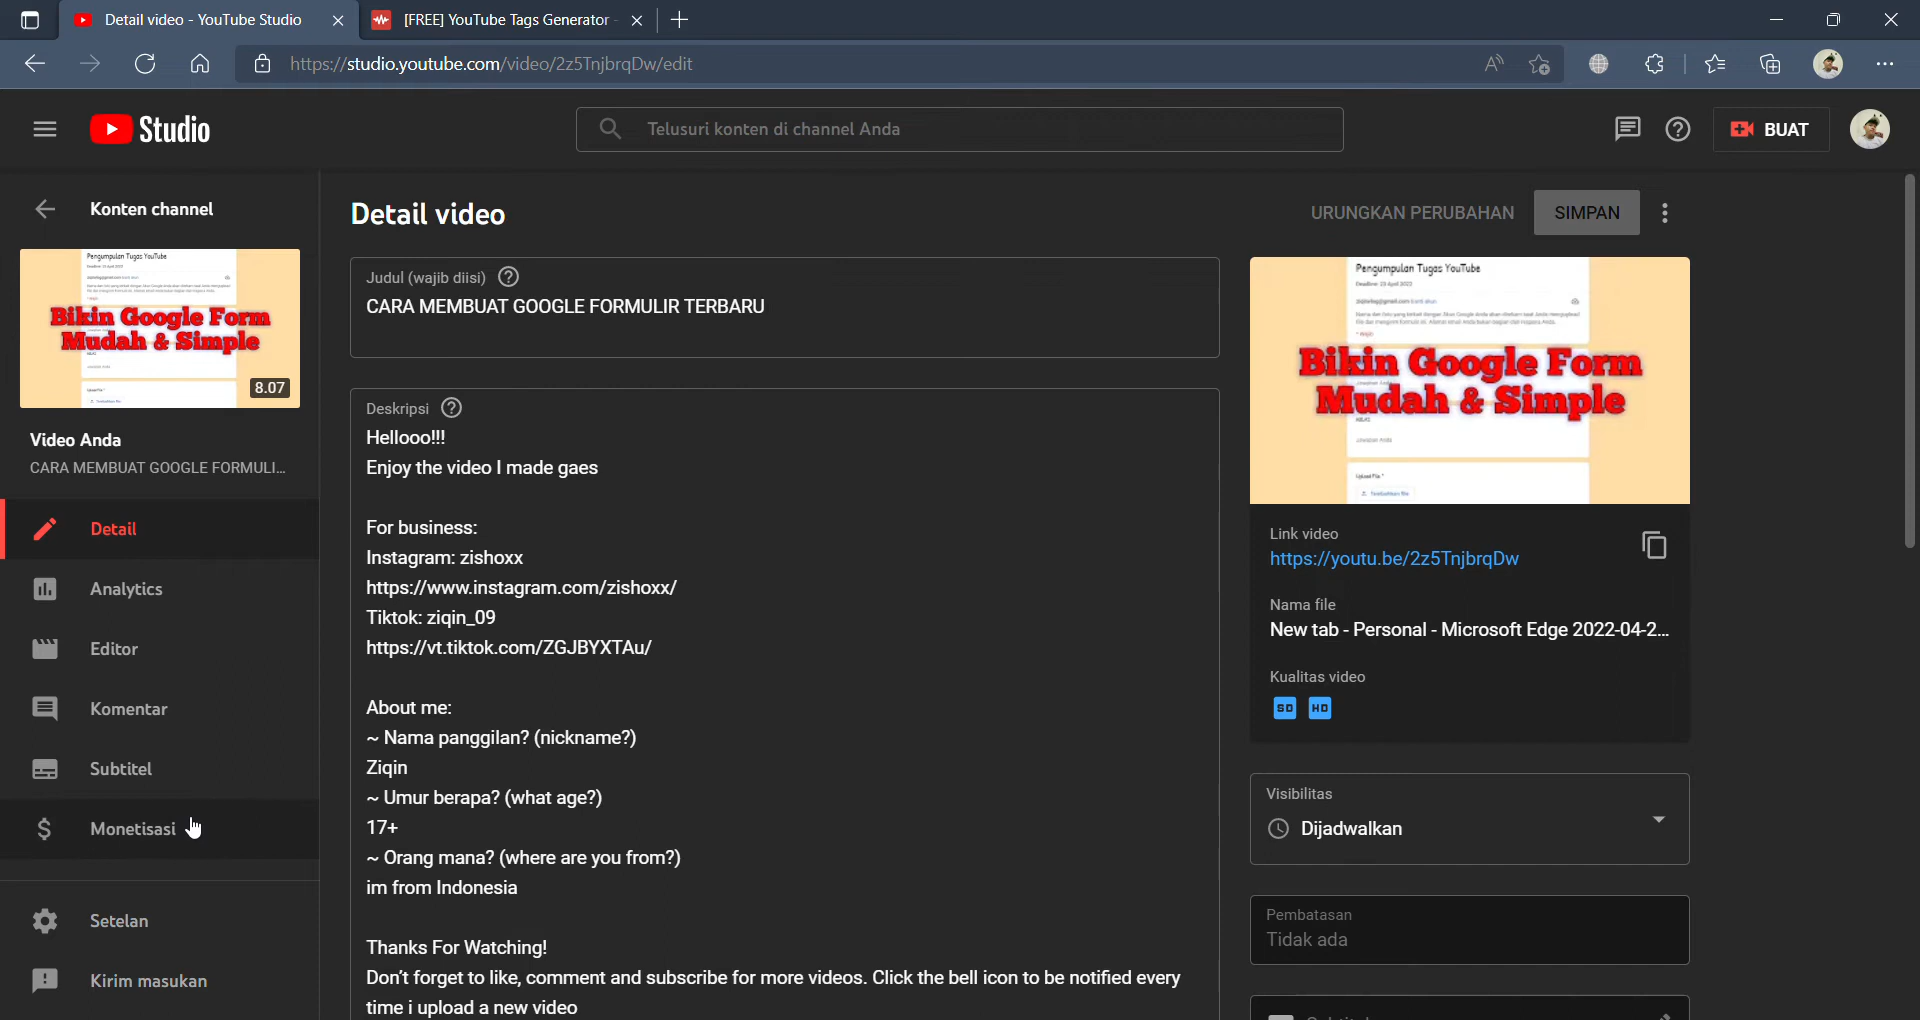 Detail video - YouTube Studio
[FREE] YouTube Tags Generator -
https://studio.youtube.com/video/2z5TnjbrqDw/edit
Studio
Telusuri konten di channel Anda
BUAT
Konten channel
Pengumpulan Tugas YouTube
Bikin Google Form
Mudah & Simple
8.07
Video Anda
CARA MEMBUAT GOOGLE FORMULI...
Detail
Analytics
Editor
Komentar
Subtitel
Monetisasi
Setelan
Kirim masukan
Detail video
URUNGKAN PERUBAHAN
SIMPAN
Judul (wajib diisi)
CARA MEMBUAT GOOGLE FORMULIR TERBARU
Deskripsi
Hellooo!!!
Enjoy the video I made gaes
For business:
Instagram: zishoxx
https://www.instagram.com/zishoxx/
Tiktok: ziqin_09
https://vt.tiktok.com/ZGJBYXTAu/
About me:
~ Nama panggilan? (nickname?)
Ziqin
~ Umur berapa? (what age?)
17+
~ Orang mana? (where are you from?)
im from Indonesia
Thanks For Watching!
Don't forget to like, comment and subscribe for more videos. Click the bell icon to be notified every
time i upload a new video
Pengumpulan Tugas YouTube
Bikin Google Form
Mudah & Simple
Upload File *
Link video
https://youtu.be/2z5TnjbrqDw
Nama file
New tab - Personal - Microsoft Edge 2022-04-2...
Kualitas video
SD HD
Visibilitas
Dijadwalkan
Pembatasan
Tidak ada